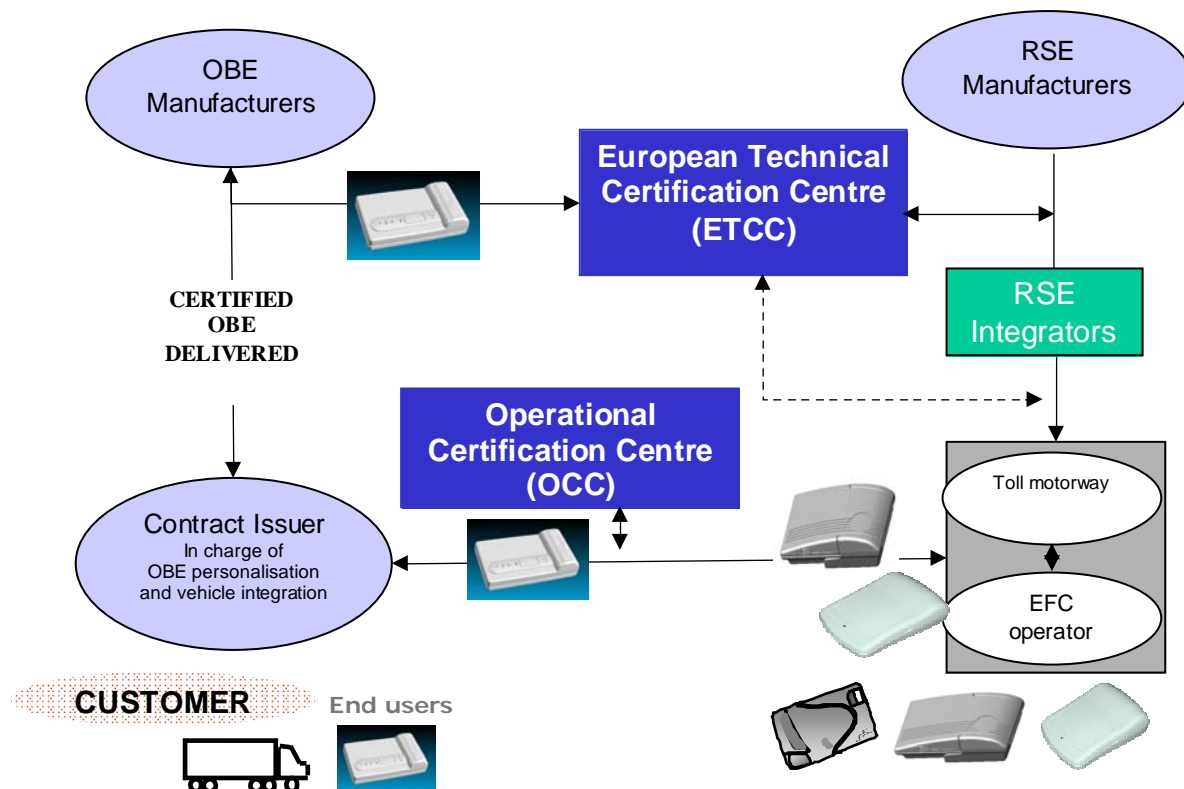 OBE
Manufacturers
RSE
Manufacturers
European Technical
Certification Centre
(ETCC)
CERTIFIED
OBE
DELIVERED
RSE
Integrators
Operational
Certification Centre
(OCC)
Toll motorway
Contract Issuer
In charge of
OBE personalisation
and vehicle integration
EFC
operator
CUSTOMER
End users